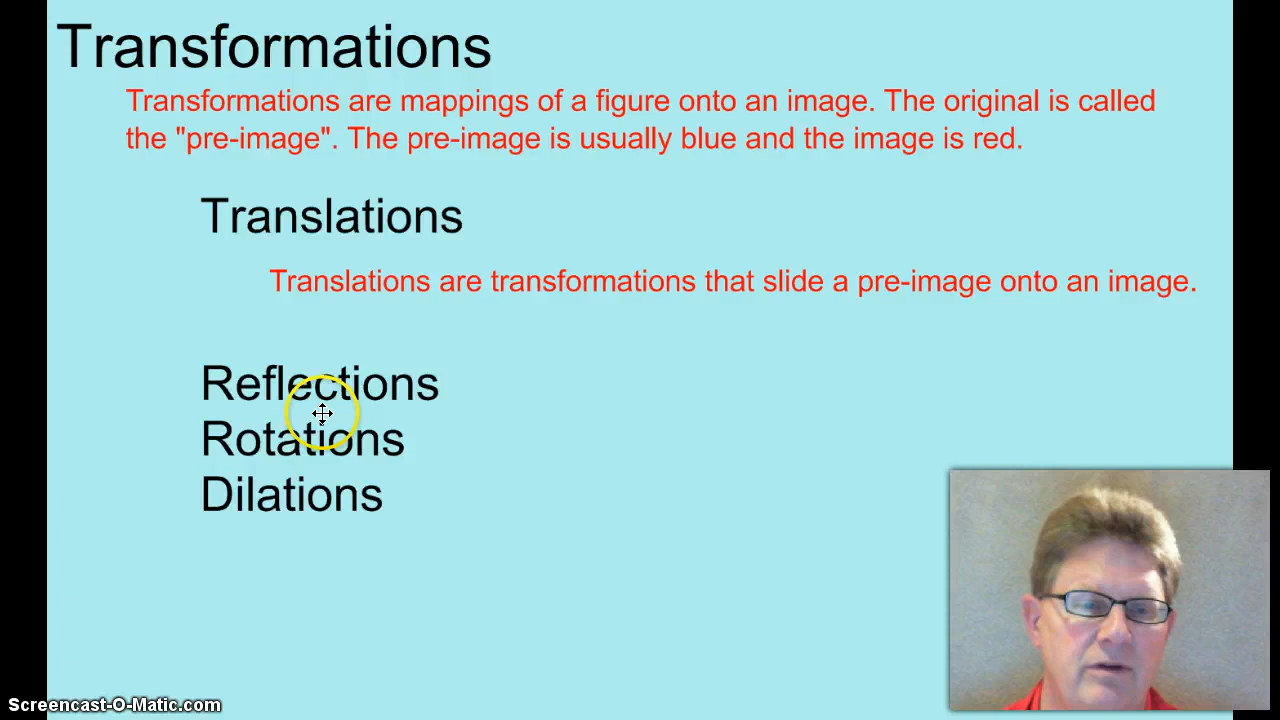 Transformations
Transformations are mappings of a figure onto an image. The original is called
the "pre-image". The pre-image is usually blue and the image is red.
Translations
Translations are transformations that slide a pre-image onto an image.
Reflections
Rotations
Dilations
Screencast-O-Matic.com